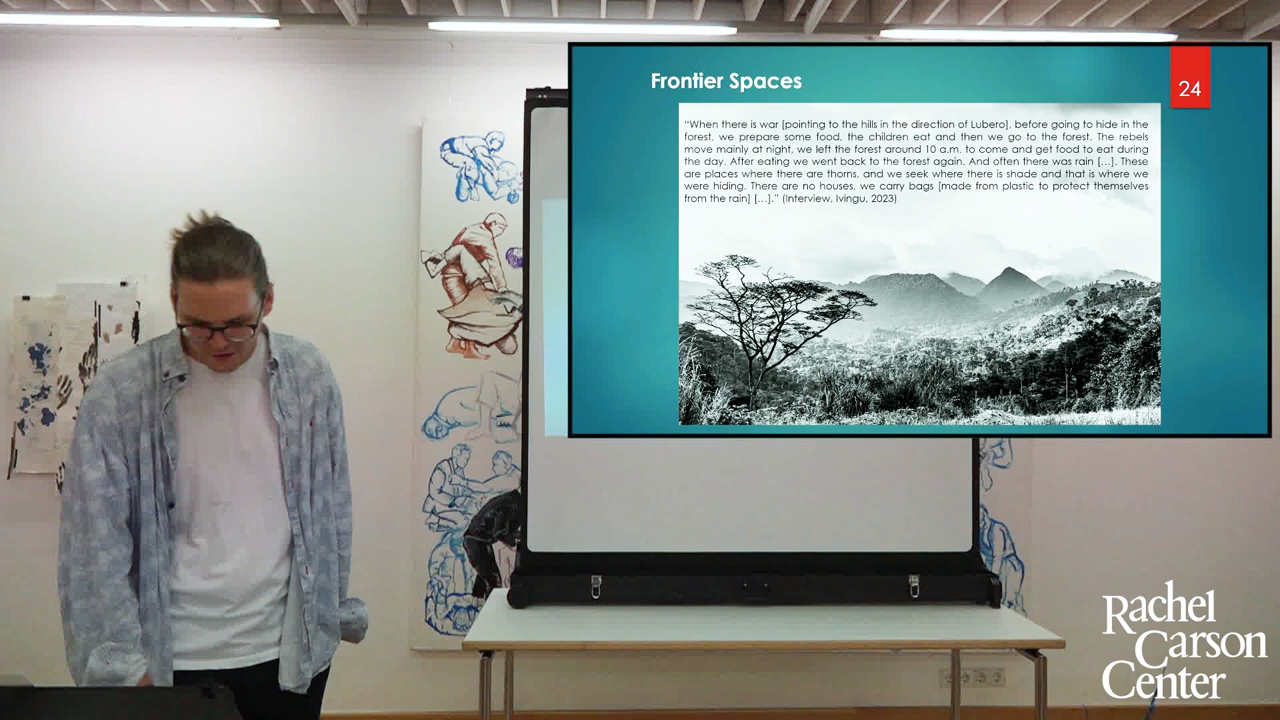 Frontier Spaces
24
"When there is war [pointing to the hills in the direction of Lubero], before going to hide in the
forest, we prepare some food, the children eat and then we go to the forest. The rebels
move mainly at night, we left the forest around 10 a.m. to come and get food to eat during
the day. After eating we went back to the forest again. And often there was rain [...]. These
are places where there are thorns, and we seek where there is shade and that is where we
were hiding. There are no houses, we carry bags [made from plastic to protect themselves
from the rain] [...]." (Interview, Ivingu, 2023)
Rachel
Carson
Center